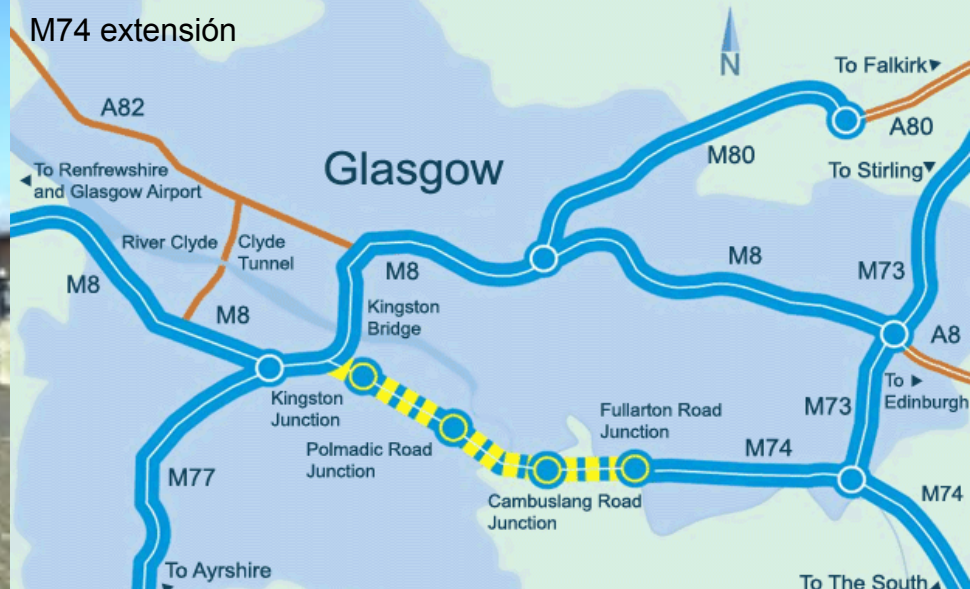 M74 extensión
N
To Falkirk
A82
A80
M80
To Renfrewshire
and Glasgow Airport
Glasgow
To Stirling
River Clyde
Clyde
Tunnel
M8
M8
M73
M8
M8
Kingston
Bridge
A8
To
Edinburgh
Kingston
Junction
M73
Fullarton Road
Junction
Polmadic Road
Junction
M74
M77
Cambuslang Road
Junction
M74
To Ayrshire
To The South